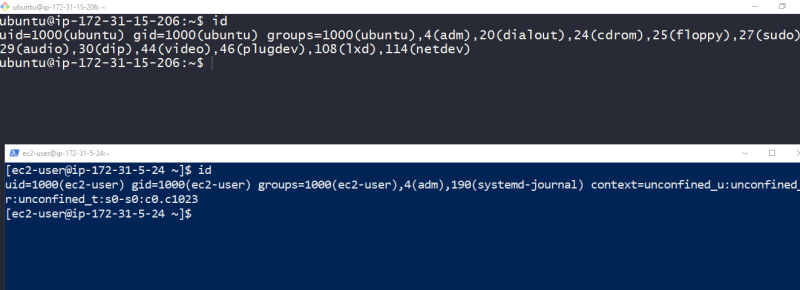 ubuntu@ip-172-31-15-206: ~
ubuntu@ip-172-31-15-206:~$ id
uid=1000(ubuntu) gid=1000(ubuntu) groups=1000(ubuntu),4(adm),20(dialout),24(cdrom),25(floppy),27(sudo)
29(audio),30(dip),44(video),46(plugdev),108(lxd),114(netdev)
ubuntu@ip-172-31-15-206:~$
ec2-user@ip-172-31-5-24:~
[ec2-user@ip-172-31-5-24 ~]$ id
uid=1000(ec2-user) gid=1000(ec2-user) groups=1000(ec2-user),4(adm),190(systemd-journal) context=unconfined_u:unconfined_
r:unconfined_t:s0-s0:c0.c1023
[ec2-user@ip-172-31-5-24 ~]$